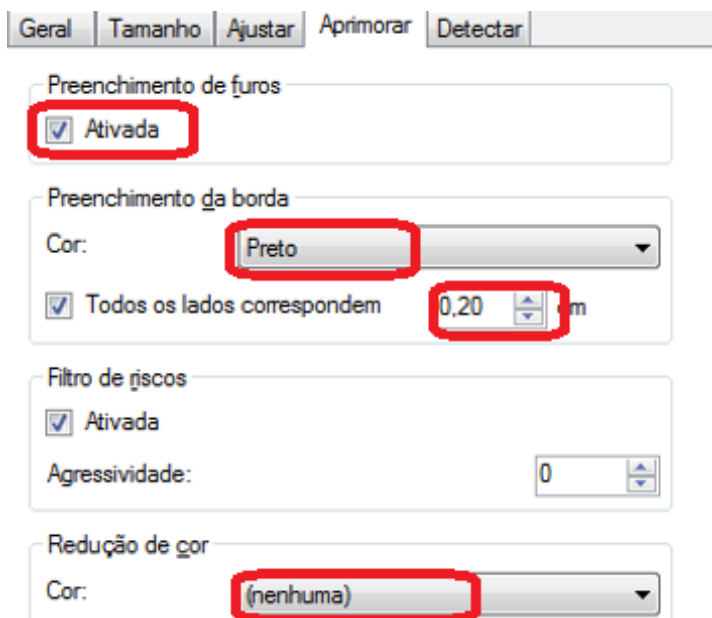 Geral Tamanho Ajustar Aprimorar Detectar
Preenchimento de furos
Ativada
Preenchimento da borda
Cor: Preto
Todos os lados correspondem 0,20 cm
Filtro de riscos
Ativada
Agressividade: 0
Redução de cor
Cor: (nenhuma)